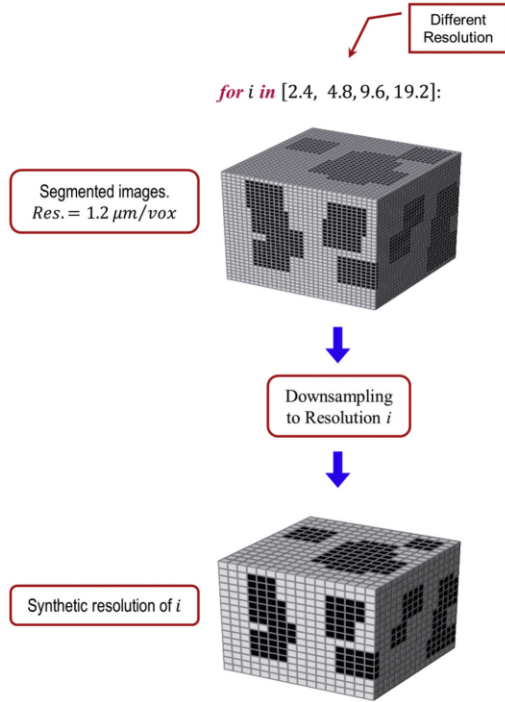 Different
Resolution
for i in [2.4, 4.8, 9.6, 19.2]:
Segmented images.
Res. = 1.2 μm/vox
Downsampling
to Resolution i
Synthetic resolution of i